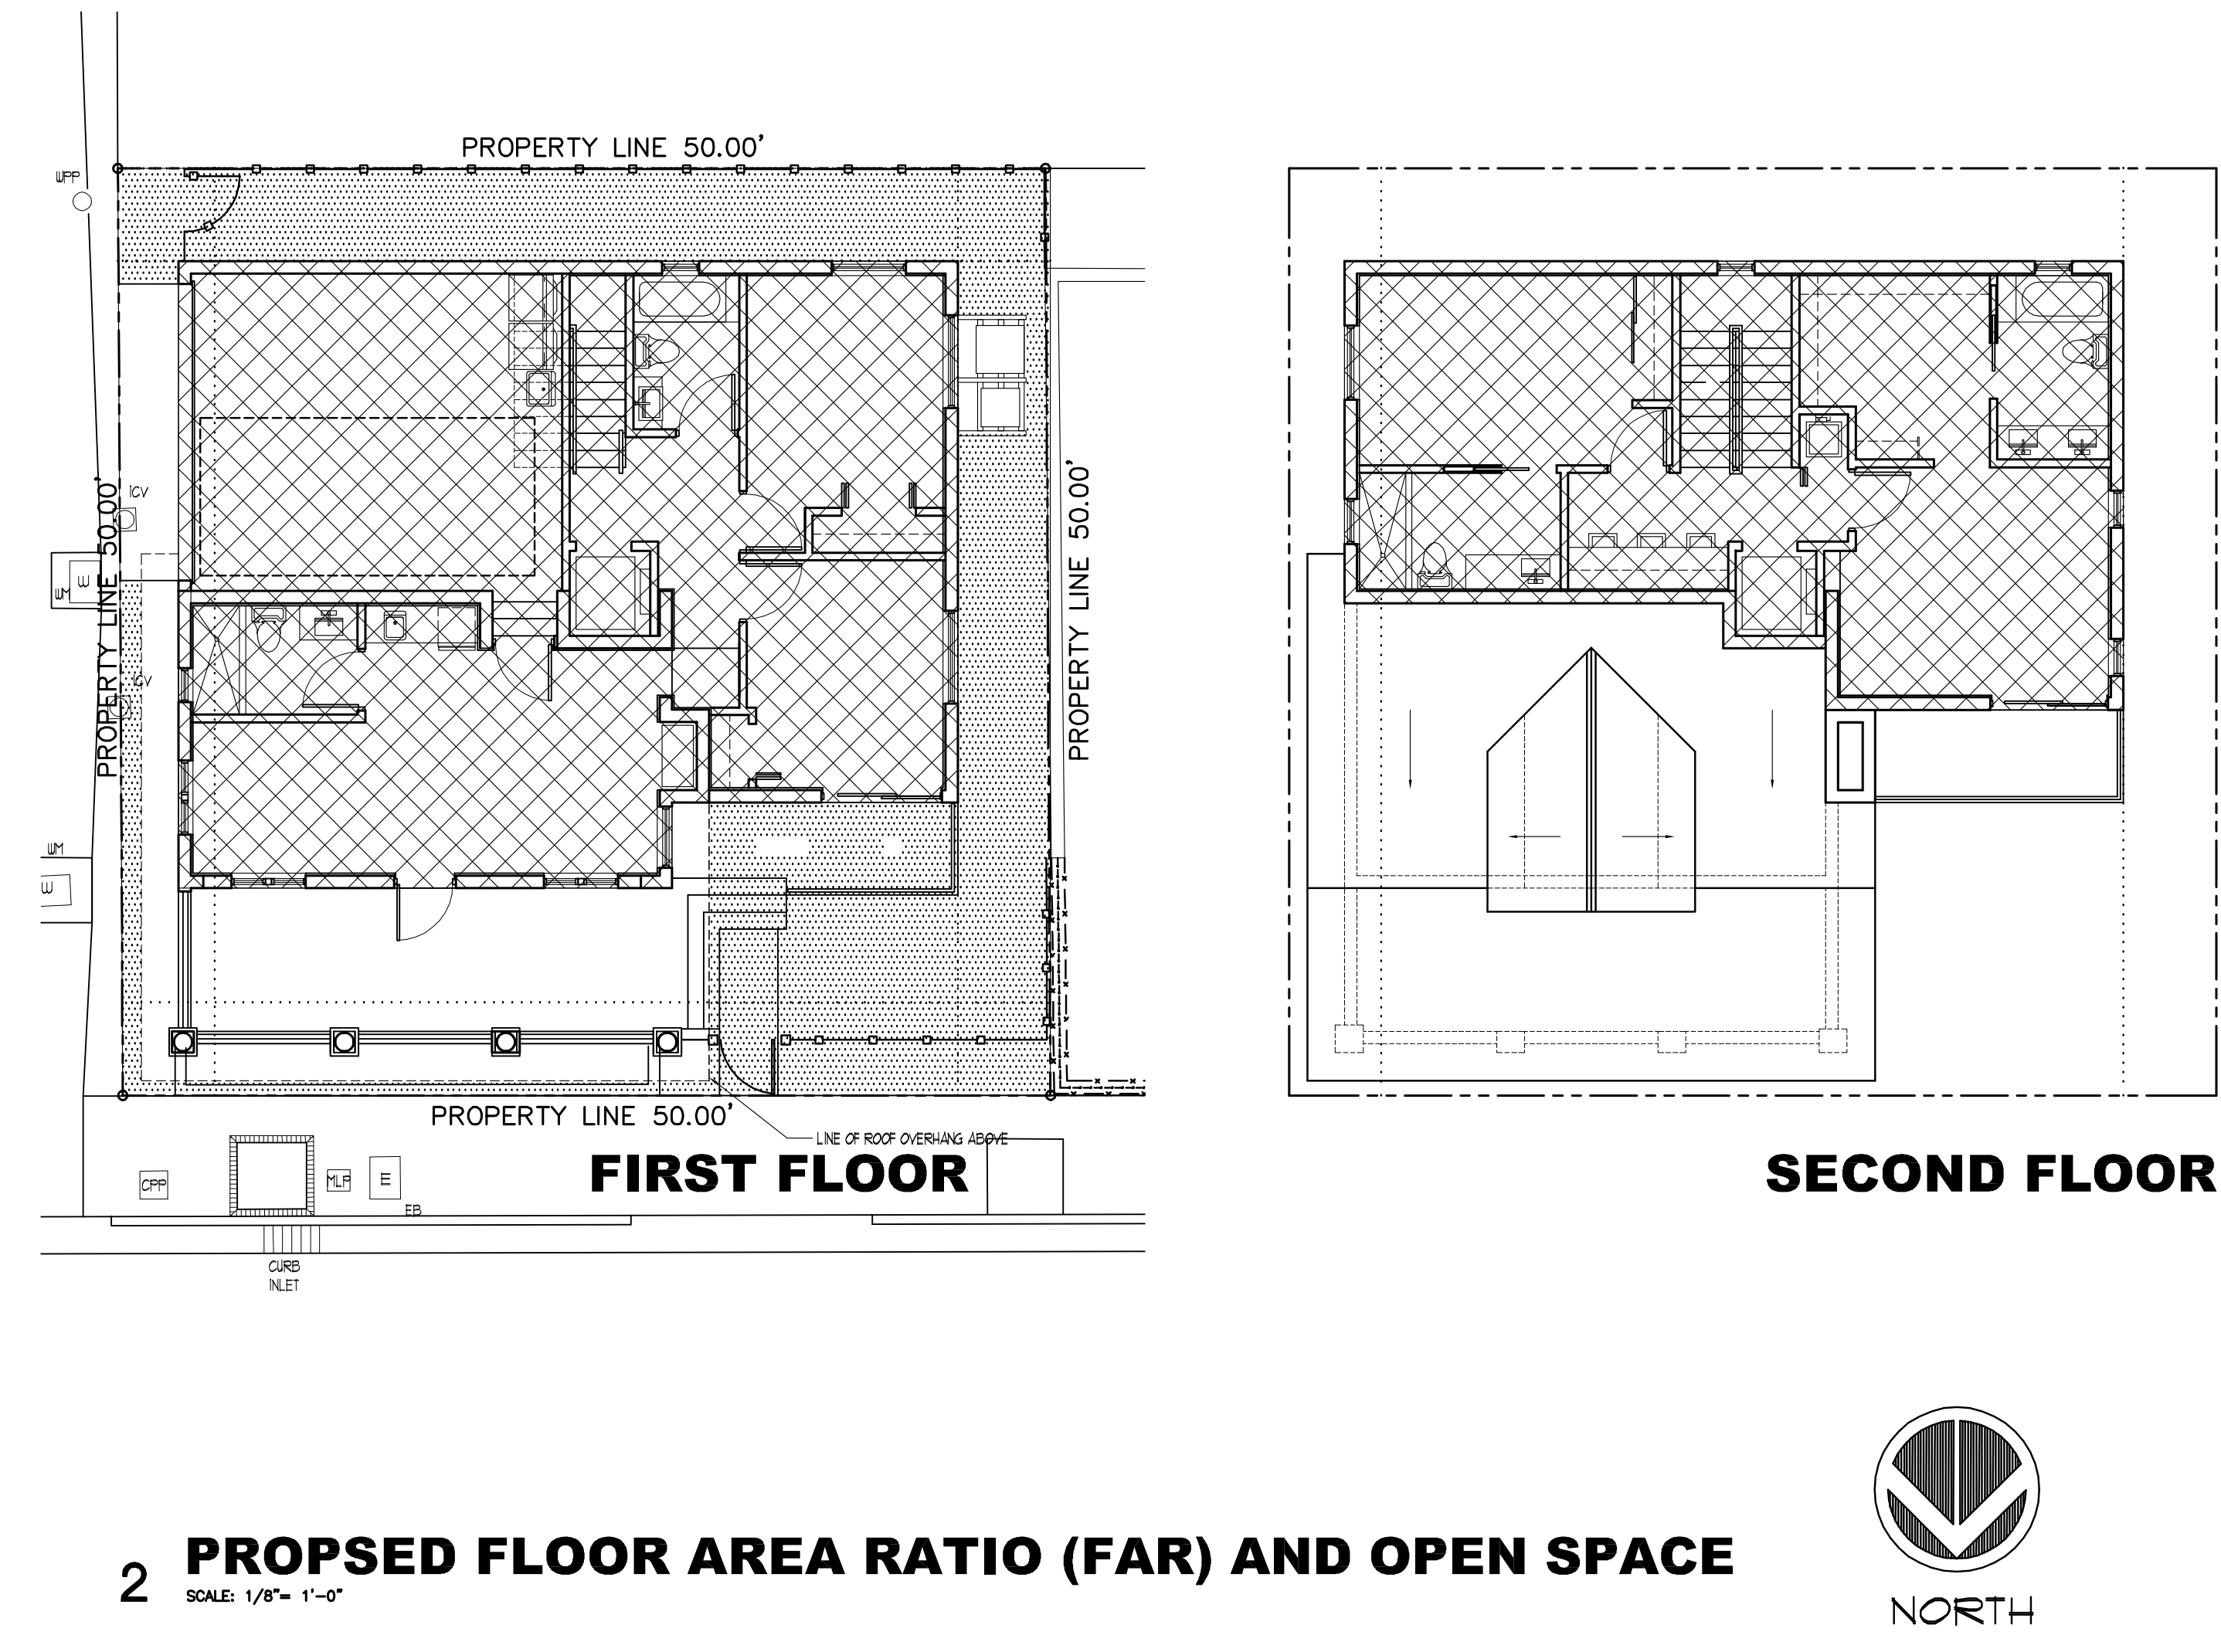 PROPERTY LINE 50.00'
WPP
ICV
PROPERTY LINE 50.00'
E
WM
ICV
PROPERTY LINE 50.00'
WM
W
PROPERTY LINE 50.00'
LINE OF ROOF OVERHANG ABOVE
FIRST FLOOR
SECOND FLOOR
CPP
MLP
E
EB
CURB
INLET
2
PROPSED FLOOR AREA RATIO (FAR) AND OPEN SPACE
SCALE: 1/8"= 1'-0"
NORTH